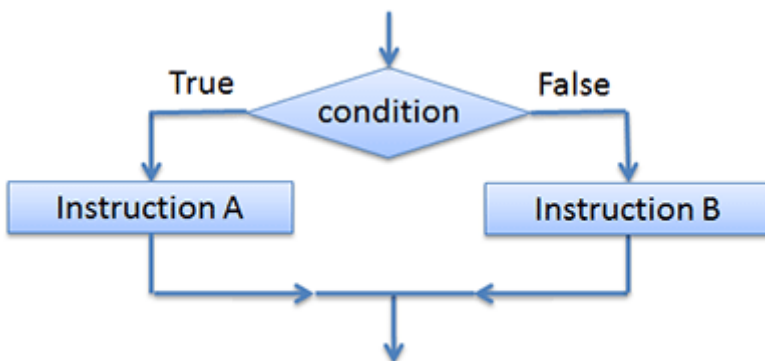 True
False
condition
Instruction A
Instruction B